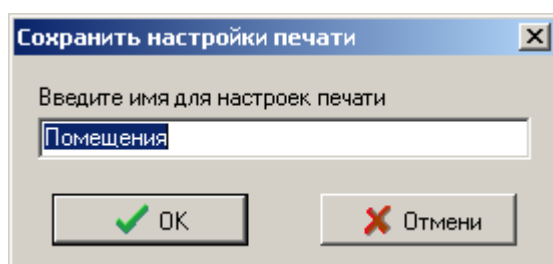 Сохранить настройки печати
Введите имя для настроек печати
Помещения
OK
Отмени